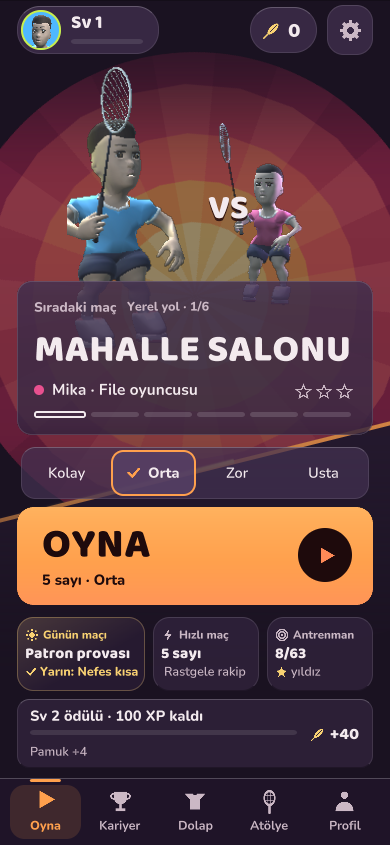 Sv 1
0
VS
Sıradaki maç Yerel yol · 1/6
MAHALLE SALONU
Mika · File oyuncusu
Kolay
Orta
Zor
Usta
OYNA
5 sayı · Orta
Günün maçı
Patron provası
Yarın: Nefes kısa
Hızlı maç
5 sayı
Rastgele rakip
Antrenman
8/63
yıldız
Sv 2 ödülü · 100 XP kaldı
+40
Pamuk +4
Oyna
Kariyer
Dolap
Atölye
Profil